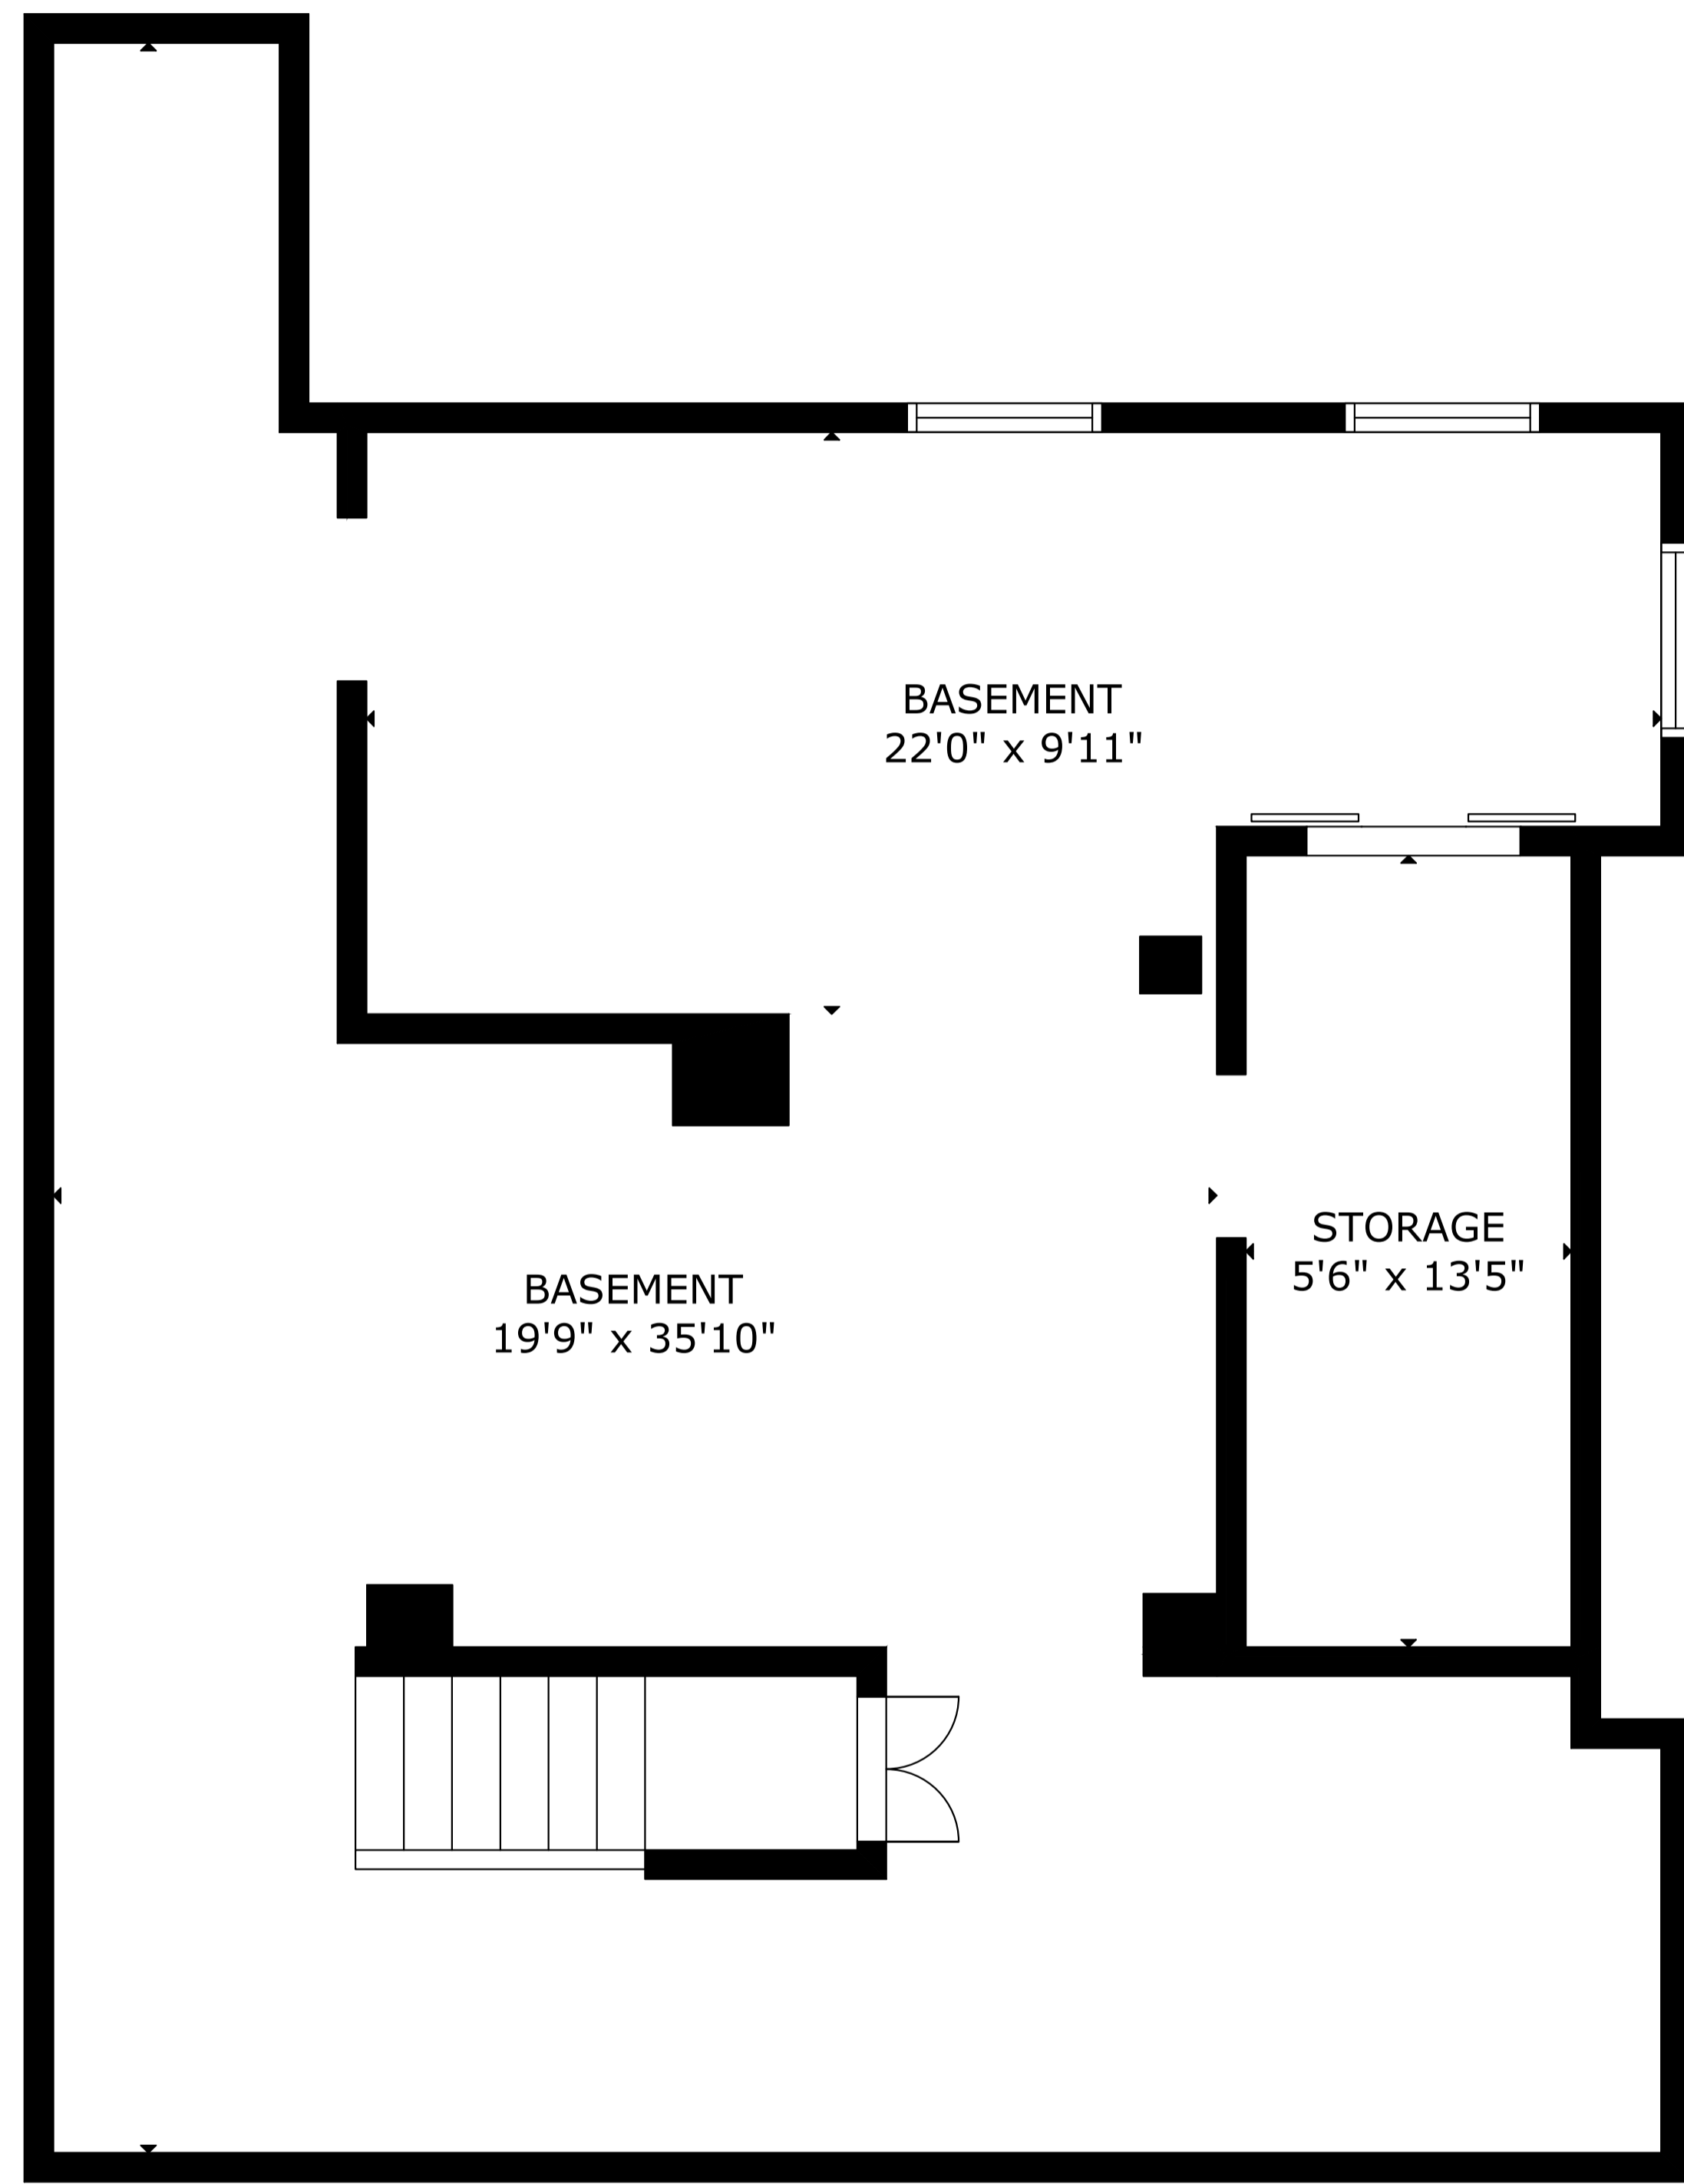 BASEMENT
22'0" x 9'11"
STORAGE
5'6" x 13'5"
BASEMENT
19'9" x 35'10"